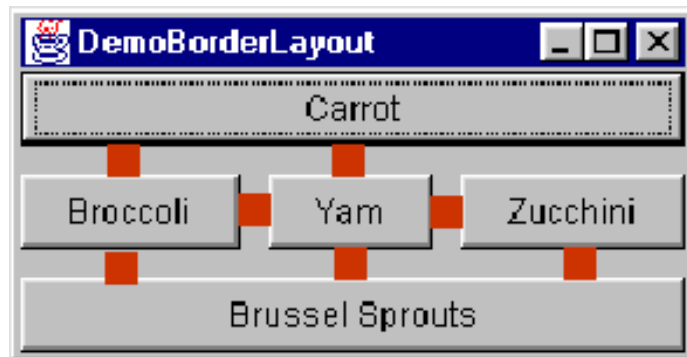 DemoBorderLayout
Carrot
Broccoli Yam Zucchini
Brussel Sprouts